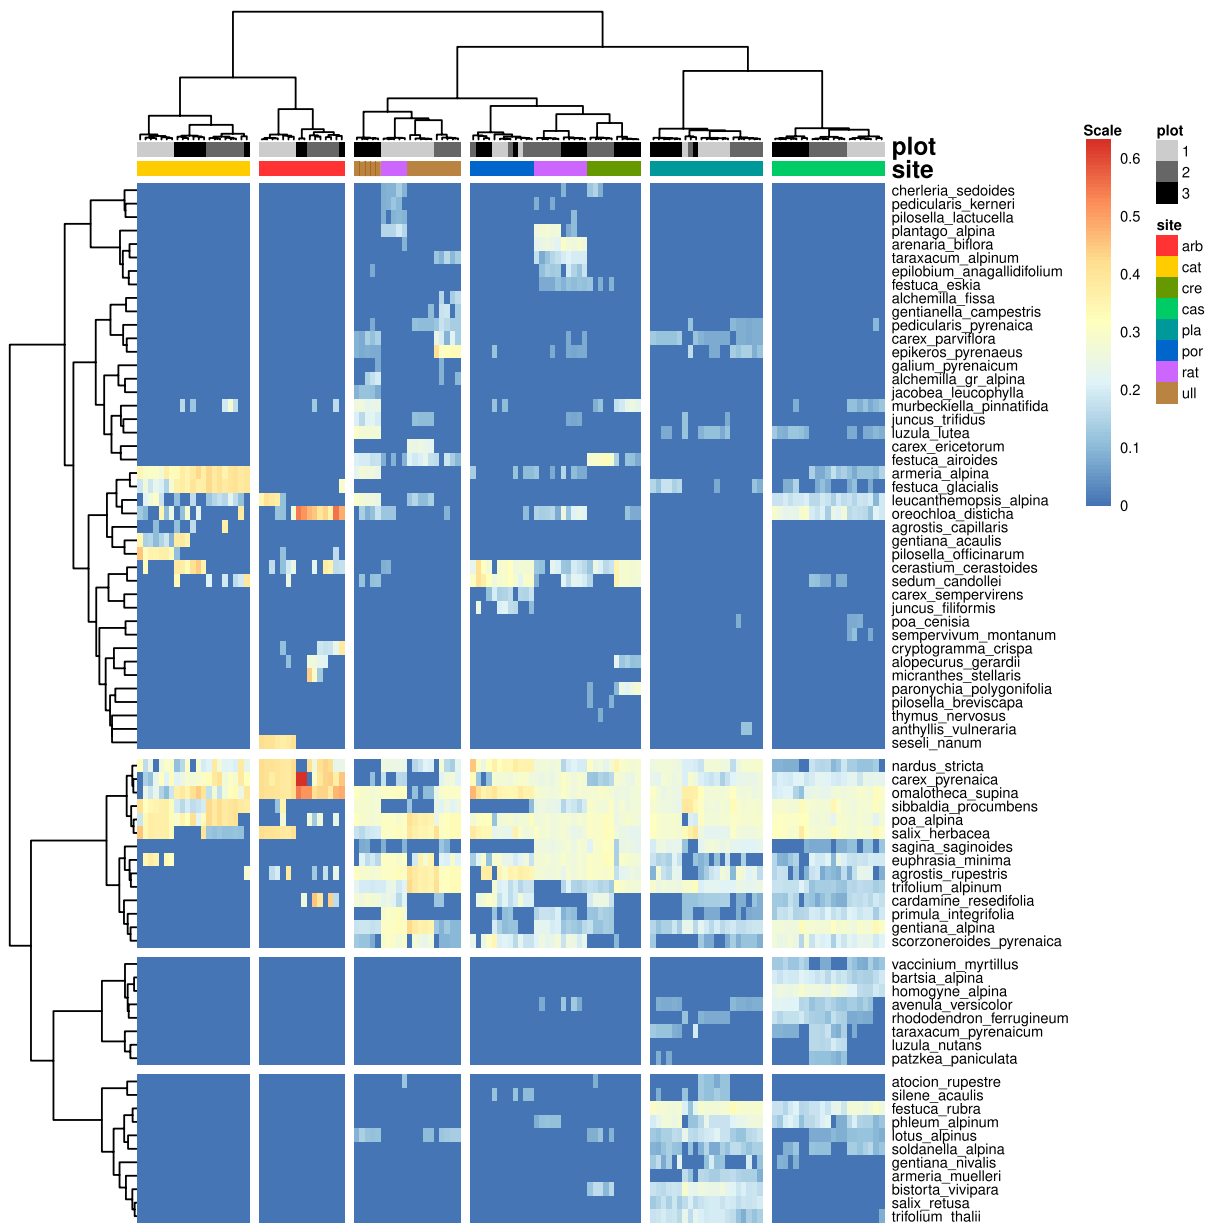 plot
site
cherleria_sedoides
pedicularis_kerneri
pilosella_lactucella
plantago_alpina
arenaria_biflora
taraxacum_alpinum
epilobium_anagallidifolium
festuca_eskia
alchemilla_fissa
gentianella_campestris
pedicularis_pyrenaica
carex_parviflora
epikeros_pyrenaeus
galium_pyrenaicum
alchemilla_gr_alpina
jacobea_leucophylla
murbeckiella_pinnatifida
juncus_trifidus
luzula_lutea
carex_ericetorum
festuca_airoides
armeria_alpina
festuca_glacialis
leucanthemopsis_alpina
oreochloa_disticha
agrostis_capillaris
gentiana_acaulis
pilosella_officinarum
cerastium_cerastoides
sedum_candollei
carex_sempervirens
juncus_filiformis
poa_cenisia
sempervivum_montanum
cryptogramma_crispa
alopecurus_gerardii
micranthes_stellaris
paronychia_polygonifolia
pilosella_breviscapa
thymus_nervosus
anthyllis_vulneraria
seseli_nanum
nardus_stricta
carex_pyrenaica
omalotheca_supina
sibbaldia_procumbens
poa_alpina
salix_herbacea
sagina_saginoides
euphrasia_minima
agrostis_rupestris
trifolium_alpinum
cardamine_resedifolia
primula_integrifolia
gentiana_alpina
scorzoneroides_pyrenaica
vaccinium_myrtillus
bartsia_alpina
homogyne_alpina
avenula_versicolor
rhododendron_ferrugineum
taraxacum_pyrenaicum
luzula_nutans
patzkea_paniculata
atocion_rupestre
silene_acaulis
festuca_rubra
phleum_alpinum
lotus_alpinus
soldanella_alpina
gentiana_nivalis
armeria_muelleri
bistorta_vivipara
salix_retusa
trifolium_thalii
Scale
0.6
0.5
0.4
0.3
0.2
0.1
0
plot
1
2
3
site
arb
cat
cre
cas
pla
por
rat
ull